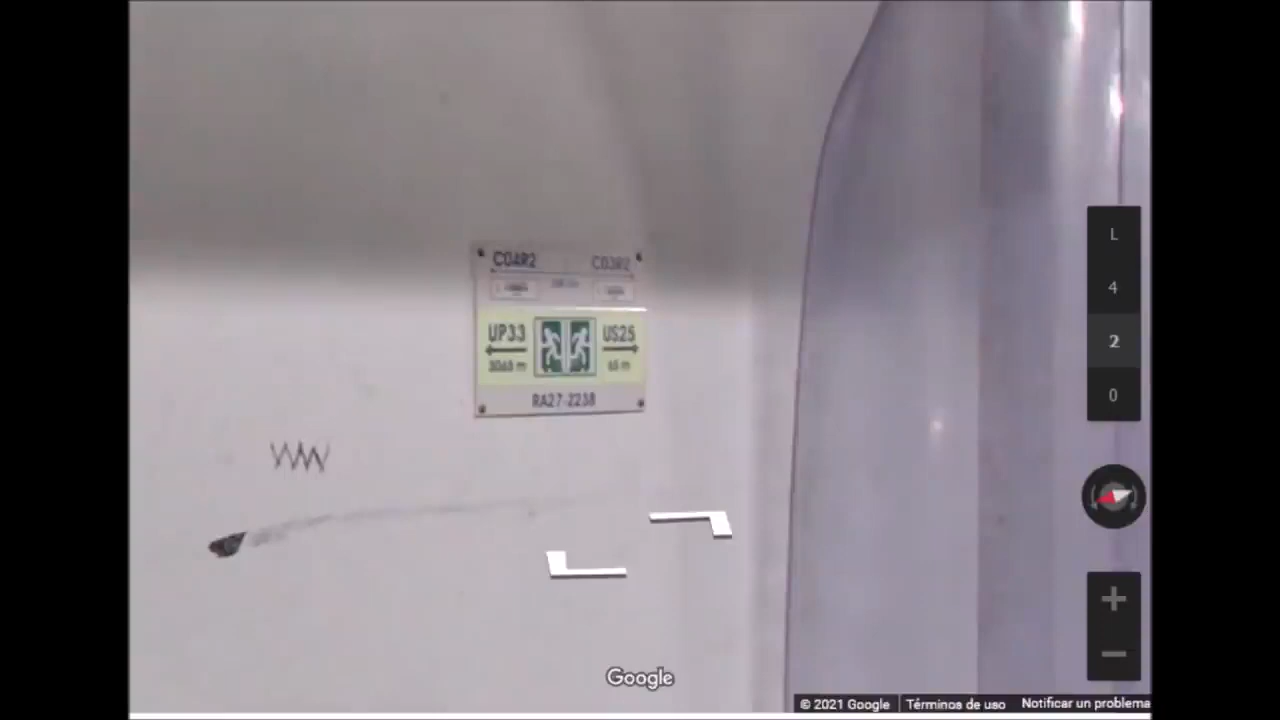 C04R2 C03R2
UP33 US25
3065 m 65 m
RA27-2238
L
4
2
0
Google
© 2021 Google Términos de uso Notificar un problema